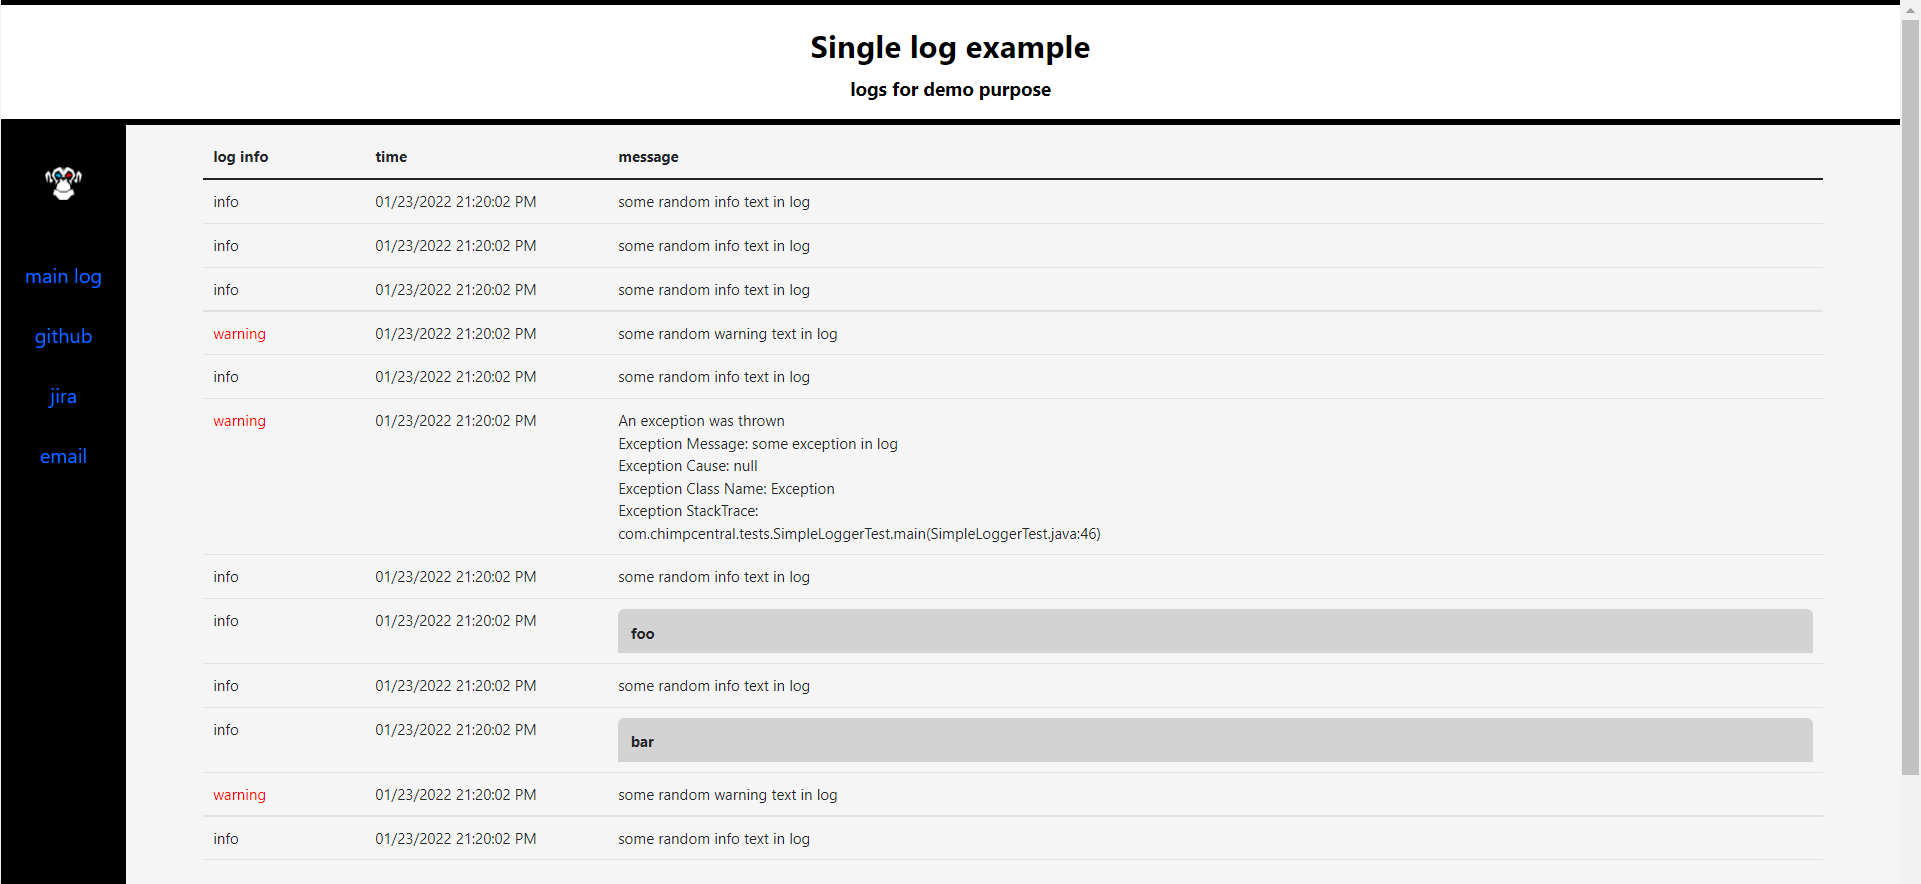 Single log example
logs for demo purpose
main log
github
jira
email
log info time message
info 01/23/2022 21:20:02 PM some random info text in log
info 01/23/2022 21:20:02 PM some random info text in log
info 01/23/2022 21:20:02 PM some random info text in log
warning 01/23/2022 21:20:02 PM some random warning text in log
info 01/23/2022 21:20:02 PM some random info text in log
warning 01/23/2022 21:20:02 PM An exception was thrown
Exception Message: some exception in log
Exception Cause: null
Exception Class Name: Exception
Exception StackTrace:
com.chimpcentral.tests.SimpleLoggerTest.main(SimpleLoggerTest.java:46)
info 01/23/2022 21:20:02 PM some random info text in log
info 01/23/2022 21:20:02 PM foo
info 01/23/2022 21:20:02 PM some random info text in log
info 01/23/2022 21:20:02 PM bar
warning 01/23/2022 21:20:02 PM some random warning text in log
info 01/23/2022 21:20:02 PM some random info text in log